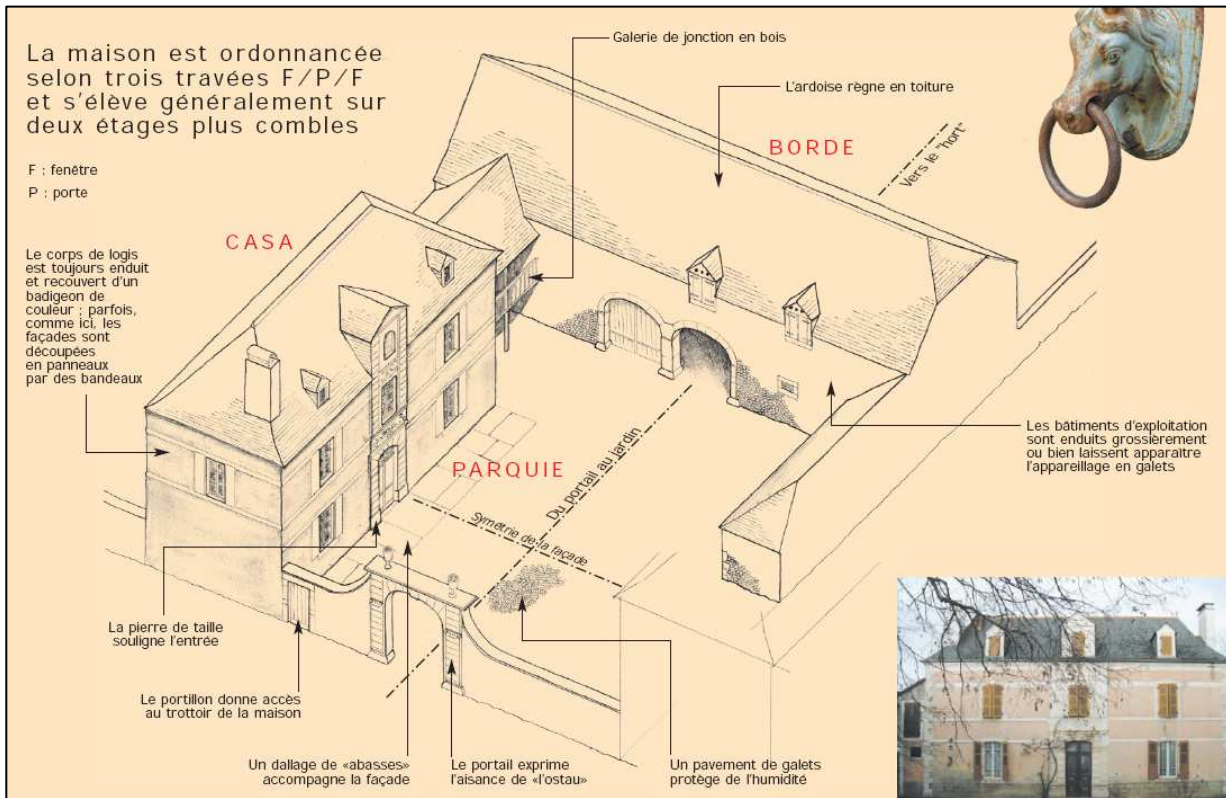 La maison est ordonnancée
selon trois travées F/P/F
et s'élève généralement sur
deux étages plus combles
F : fenêtre
P : porte
Galerie de jonction en bois
L'ardoise règne en toiture
BORDE
Vers le "hort"
CASA
Le corps de logis
est toujours enduit
et recouvert d'un
badigeon de
couleur ; parfois,
comme ici, les
façades sont
découpées
en panneaux
par des bandeaux
PARQUIE
Du portail au jardin
Symétrie de la façade
Les bâtiments d'exploitation
sont enduits grossièrement
ou bien laissent apparaître
l'appareillage en galets
La pierre de taille
souligne l'entrée
Le portillon donne accès
au trottoir de la maison
Un dallage de «abasses»
accompagne la façade
Le portail exprime
l'aisance de «l'ostau»
Un pavement de galets
protège de l'humidité